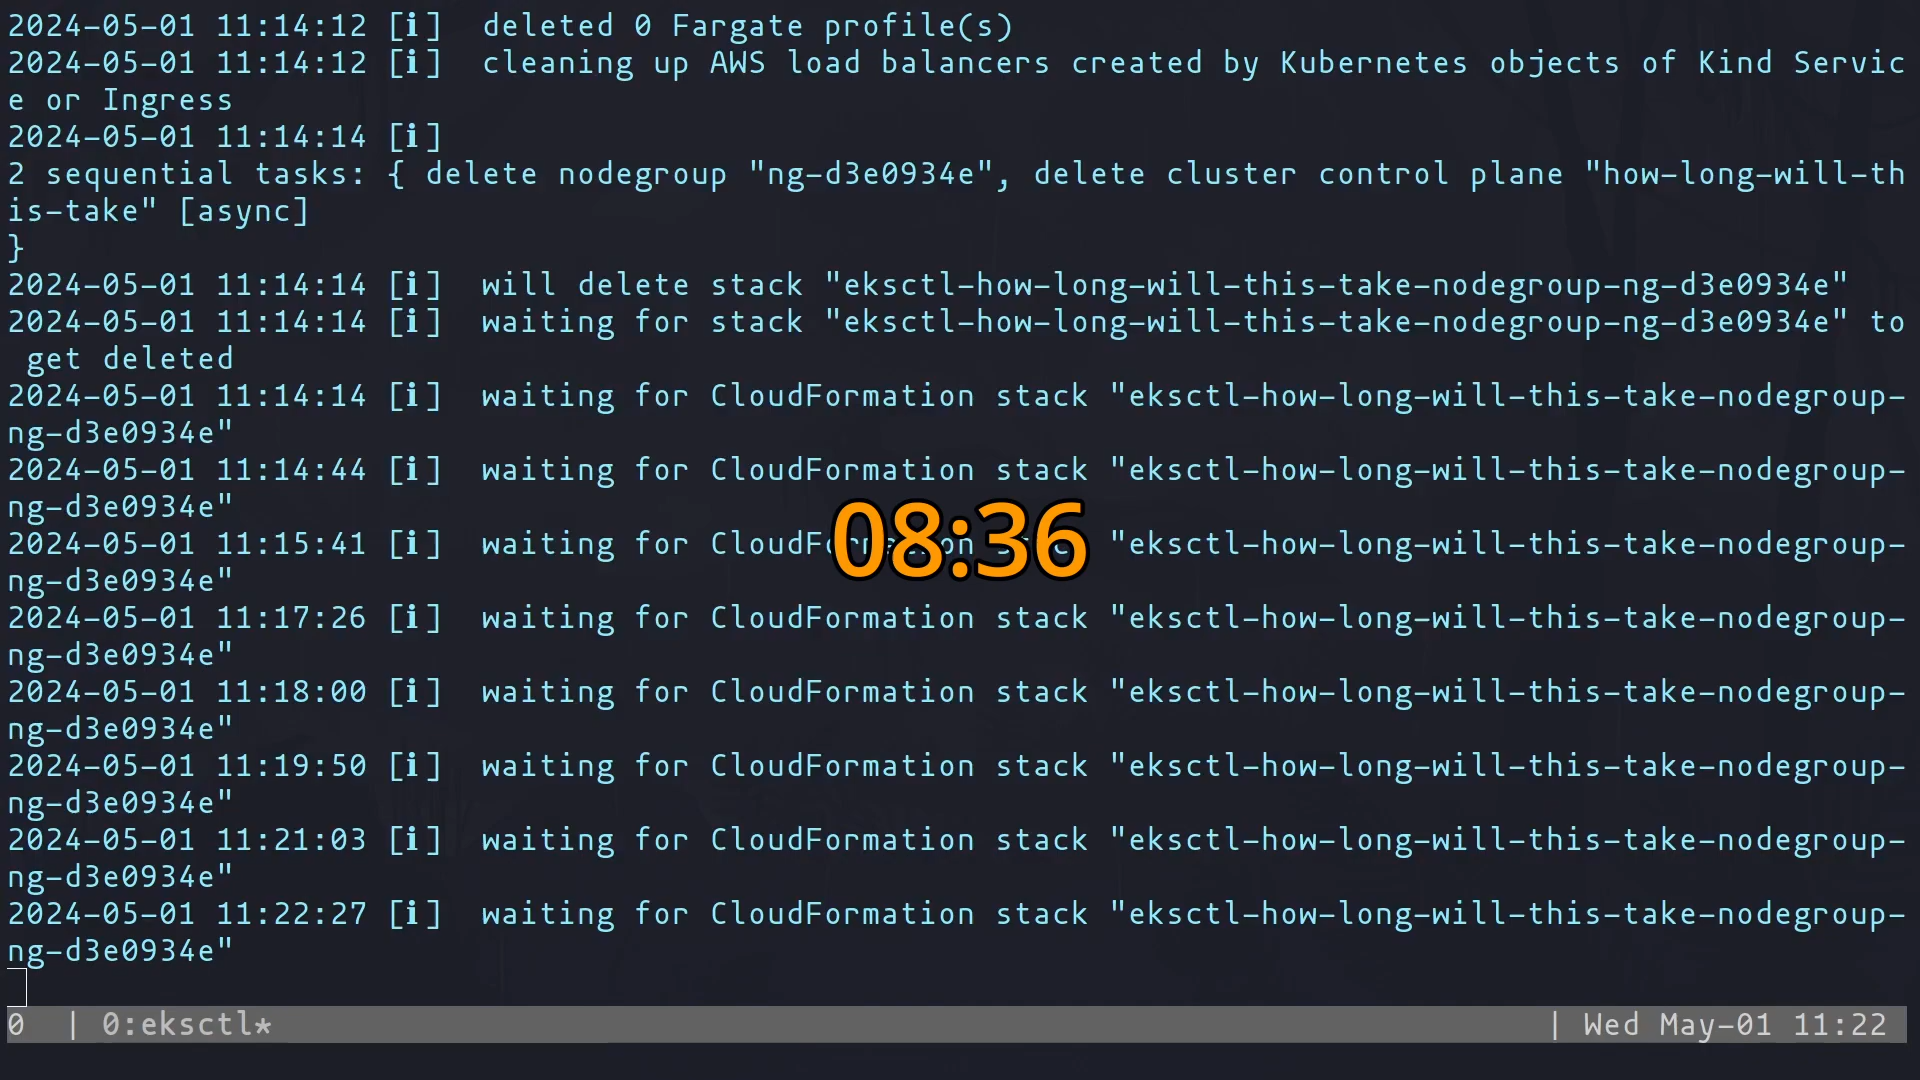 2024-05-01 11:14:12 [i]  deleted 0 Fargate profile(s)
2024-05-01 11:14:12 [i]  cleaning up AWS load balancers created by Kubernetes objects of Kind Servic
e or Ingress
2024-05-01 11:14:14 [i]
2 sequential tasks: { delete nodegroup "ng-d3e0934e", delete cluster control plane "how-long-will-th
is-take" [async]
}
2024-05-01 11:14:14 [i]  will delete stack "eksctl-how-long-will-this-take-nodegroup-ng-d3e0934e"
2024-05-01 11:14:14 [i]  waiting for stack "eksctl-how-long-will-this-take-nodegroup-ng-d3e0934e" to
 get deleted
2024-05-01 11:14:14 [i]  waiting for CloudFormation stack "eksctl-how-long-will-this-take-nodegroup-
ng-d3e0934e"
2024-05-01 11:14:44 [i]  waiting for CloudFormation stack "eksctl-how-long-will-this-take-nodegroup-
ng-d3e0934e"
08:36
2024-05-01 11:15:41 [i]  waiting for CloudFormation stack "eksctl-how-long-will-this-take-nodegroup-
ng-d3e0934e"
2024-05-01 11:17:26 [i]  waiting for CloudFormation stack "eksctl-how-long-will-this-take-nodegroup-
ng-d3e0934e"
2024-05-01 11:18:00 [i]  waiting for CloudFormation stack "eksctl-how-long-will-this-take-nodegroup-
ng-d3e0934e"
2024-05-01 11:19:50 [i]  waiting for CloudFormation stack "eksctl-how-long-will-this-take-nodegroup-
ng-d3e0934e"
2024-05-01 11:21:03 [i]  waiting for CloudFormation stack "eksctl-how-long-will-this-take-nodegroup-
ng-d3e0934e"
2024-05-01 11:22:27 [i]  waiting for CloudFormation stack "eksctl-how-long-will-this-take-nodegroup-
ng-d3e0934e"
0  | 0:eksctl* | Wed May-01 11:22